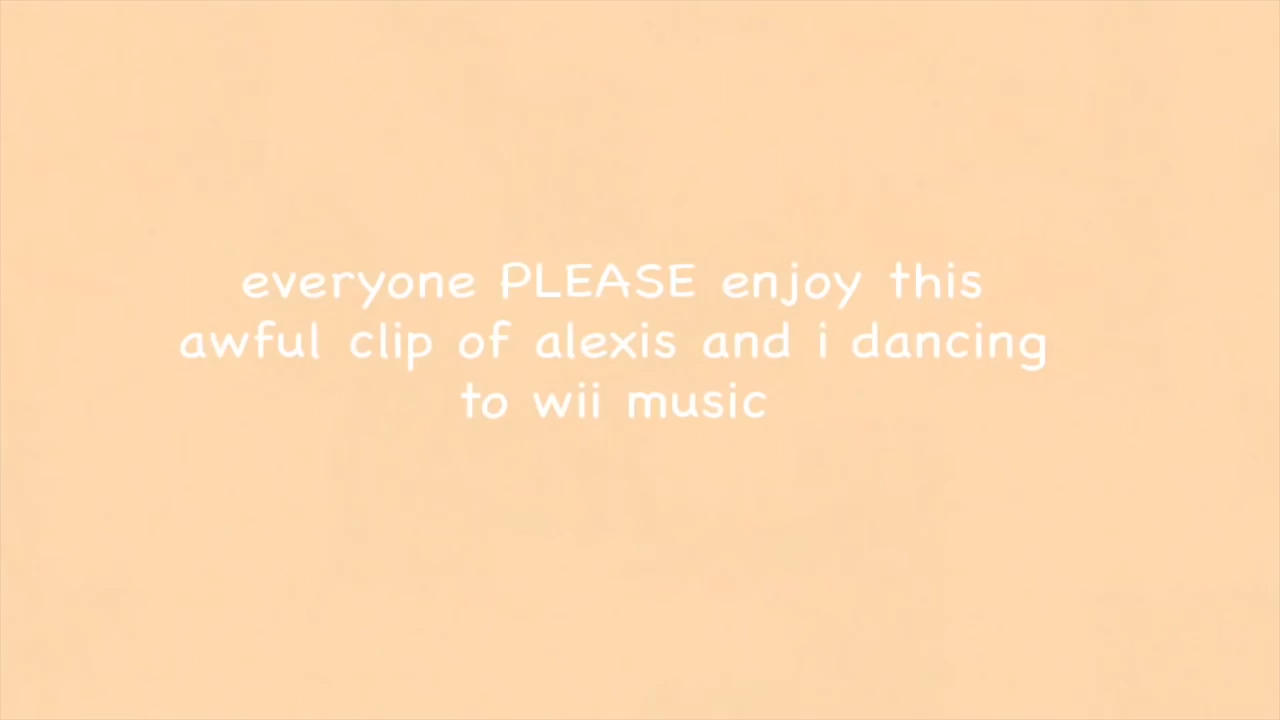 everyone PLEASE enjoy this
awful clip of alexis and i dancing
to wii music